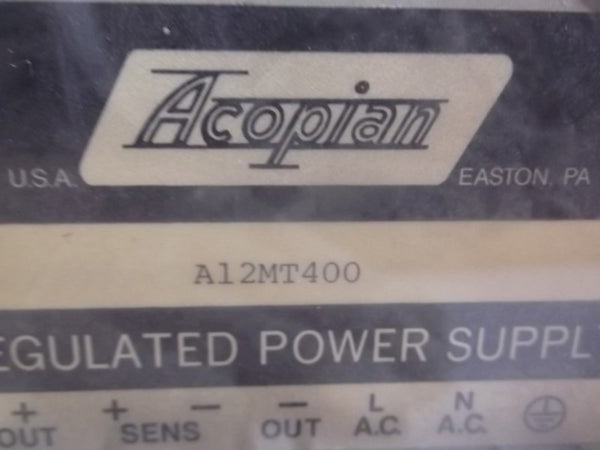 Acopian
U.S.A. EASTON, PA
A12MT400
EGULATED POWER SUPPL
+ + − − L N
OUT SENS OUT A.C. A.C.